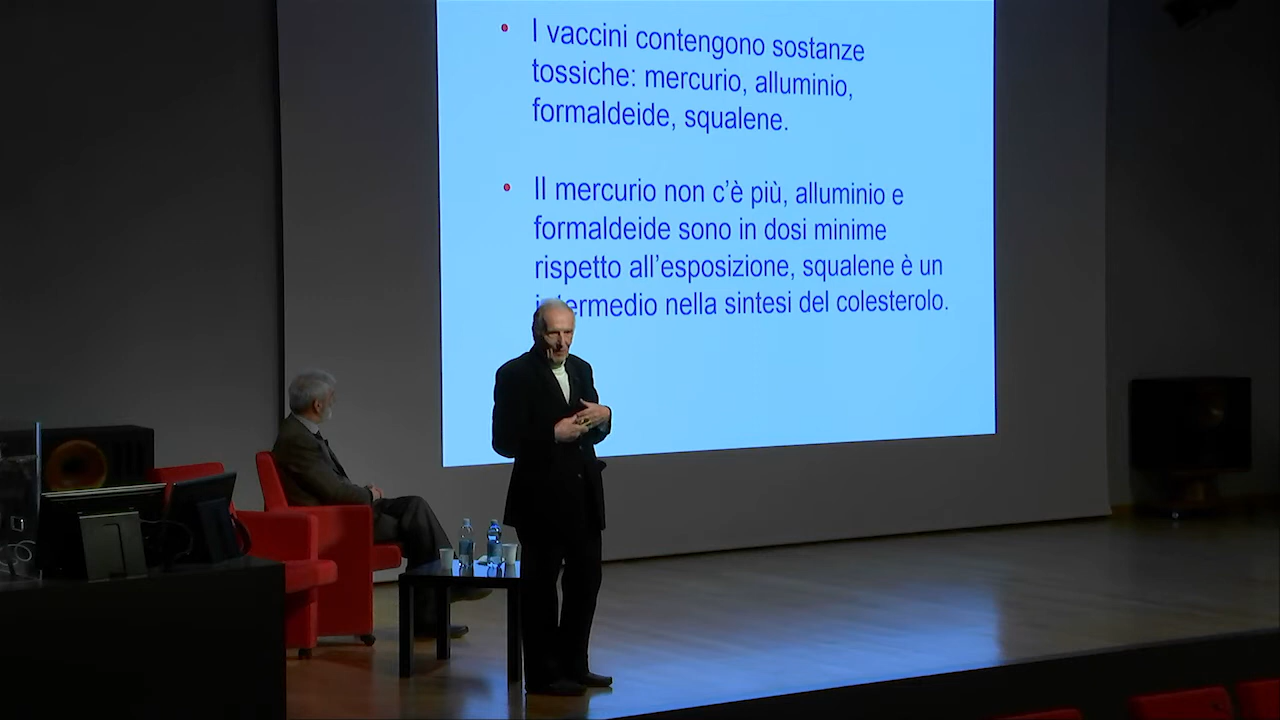 I vaccini contengono sostanze
tossiche: mercurio, alluminio,
formaldeide, squalene.
Il mercurio non c'è più, alluminio e
formaldeide sono in dosi minime
rispetto all'esposizione, squalene è un
nella sintesi del colesterolo.